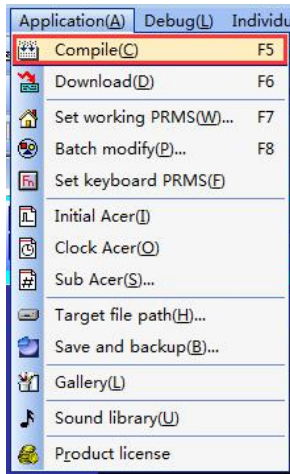 Application(A) Debug(L) Individu
Compile(C) F5
Download(D) F6
Set working PRMS(W)... F7
Batch modify(P)... F8
Set keyboard PRMS(F)
Initial Acer(I)
Clock Acer(O)
Sub Acer(S)...
Target file path(H)...
Save and backup(B)...
Gallery(L)
Sound library(U)
Product license